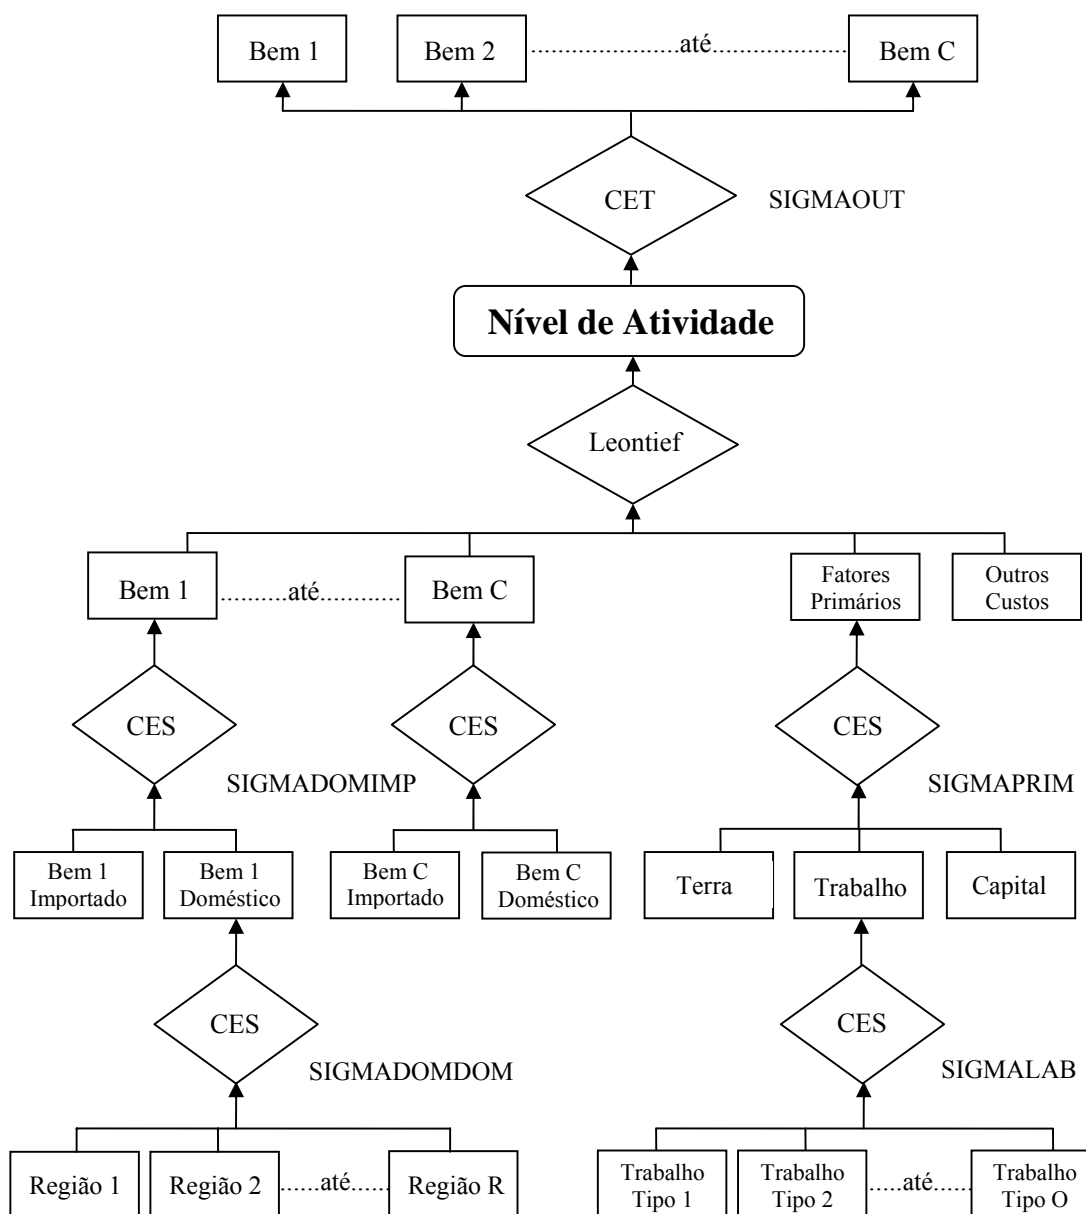 Bem 1
Bem 2
......................até....................
Bem C
CET
SIGMAOUT
Nível de Atividade
Leontief
Bem 1
..........até............
Bem C
Fatores
Primários
Outros
Custos
CES
CES
CES
SIGMADOMIMP
SIGMAPRIM
Bem 1
Importado
Bem 1
Doméstico
Bem C
Importado
Bem C
Doméstico
Terra
Trabalho
Capital
CES
CES
SIGMADOMDOM
SIGMALAB
Região 1
Região 2
......até......
Região R
Trabalho
Tipo 1
Trabalho
Tipo 2
.....até......
Trabalho
Tipo O